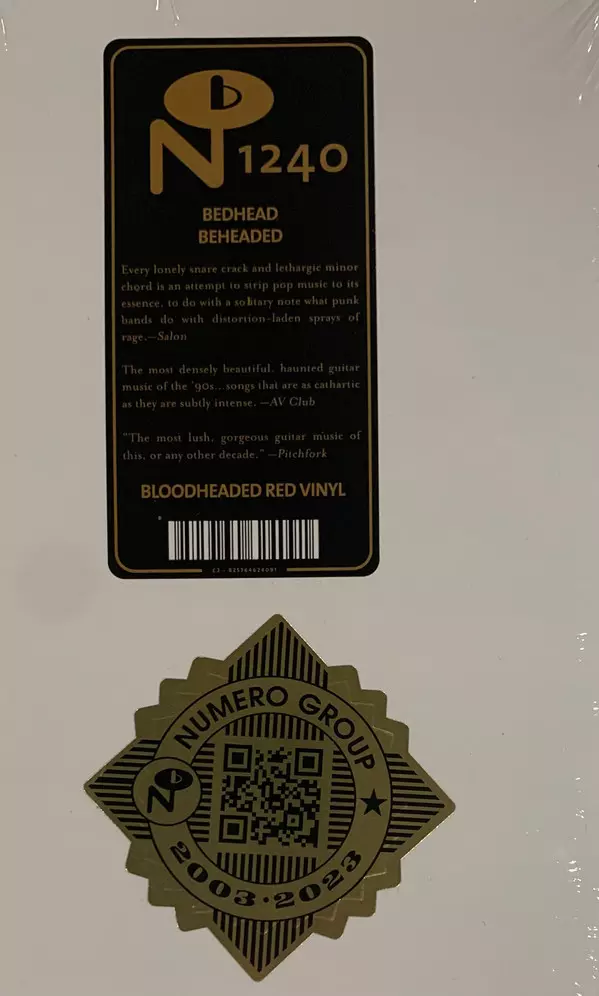 N
1240
BEDHEAD
BEHEADED
Every lonely snare crack and lethargic minor
chord is an attempt to strip pop music to its
essence, to do with a solitary note what punk
bands do with distortion-laden sprays of
rage.—Salon
The most densely beautiful, haunted guitar
music of the '90s...songs that are as cathartic
as they are subtly intense. —AV Club
"The most lush, gorgeous guitar music of
this, or any other decade." —Pitchfork
BLOODHEADED RED VINYL
NUMERO GROUP
N
2003·2023